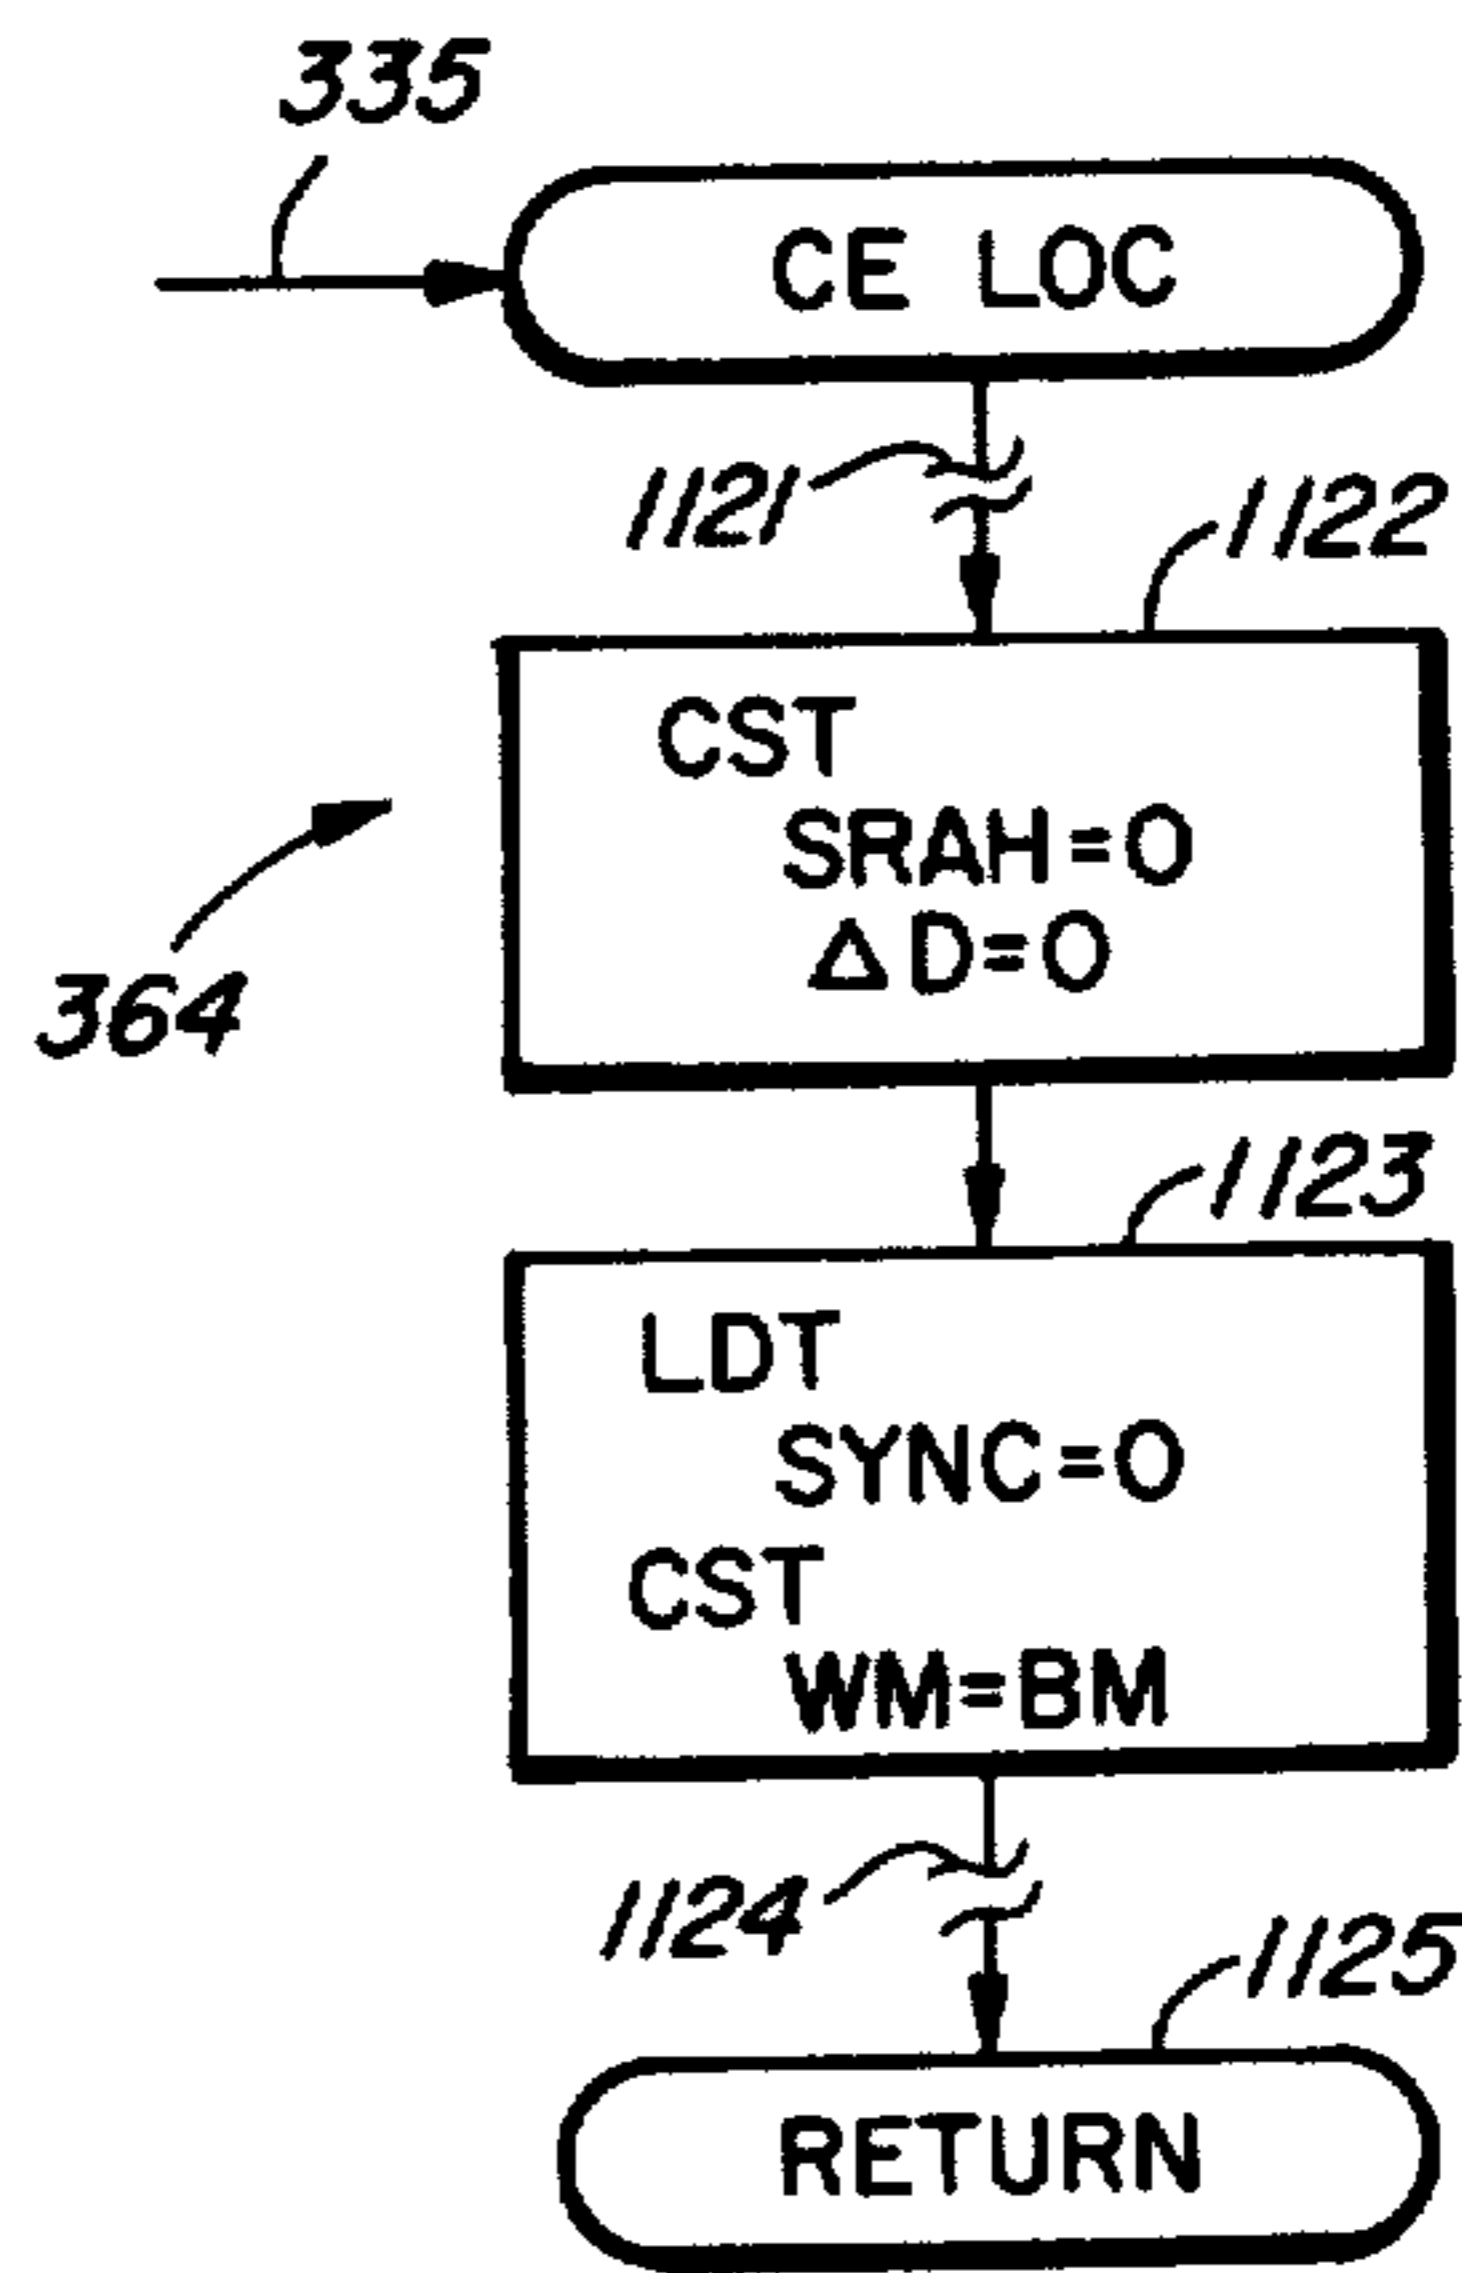 335
CE LOC
1121
1122
CST
SRAH=0
ΔD=0
364
1123
LDT
SYNC=0
CST
WM=BM
1124
1125
RETURN